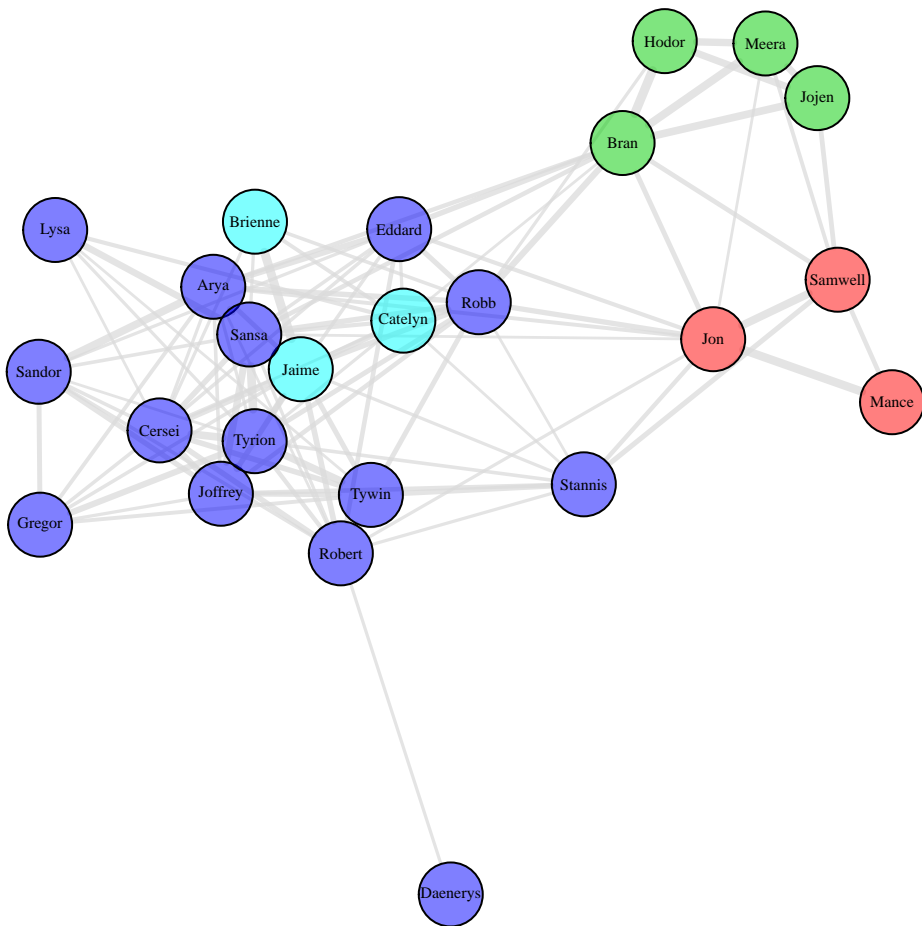 Hodor
Meera
Jojen
Bran
Brienne
Lysa
Eddard
Samwell
Arya
Robb
Catelyn
Sansa
Jon
Jaime
Sandor
Mance
Cersei
Tyrion
Stannis
Joffrey
Tywin
Gregor
Robert
Daenerys